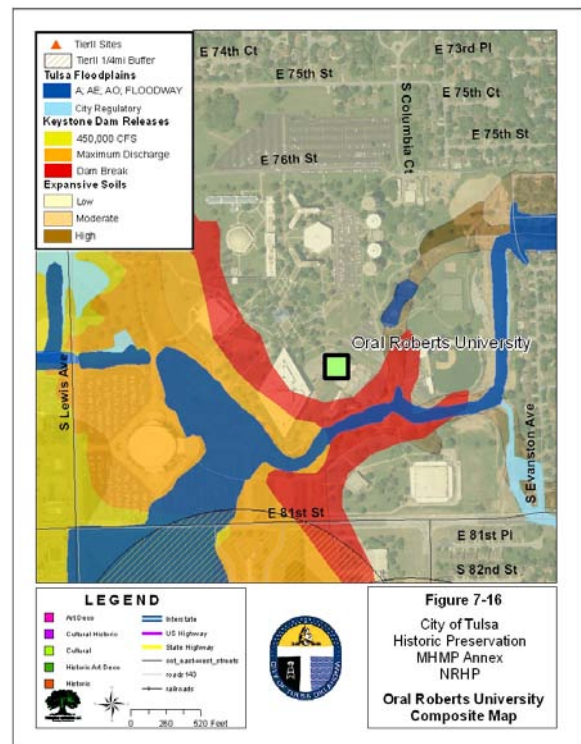 TierII Sites
TierII 1/4mi Buffer
Tulsa Floodplains
A; AE; AO; FLOODWAY
City Regulatory
Keystone Dam Releases
450,000 CFS
Maximum Discharge
Dam Break
Expansive Soils
Low
Moderate
High
E 74th Ct
E 73rd Pl
E 75th St
S Columbia Ct
E 75th Ct
E 75th St
E 76th St
Oral Roberts University
S Lewis Ave
S Evanston Ave
E 81st St
E 81st Pl
S 82nd St
LEGEND
Art Deco
Cultural Historic
Cultural
Historic Art Deco
Historic
Interstate
US Highway
State Highway
railroads
0 260 520 Feet
Figure 7-16
City of Tulsa
Historic Preservation
MHMP Annex
NRHP
Oral Roberts University
Composite Map